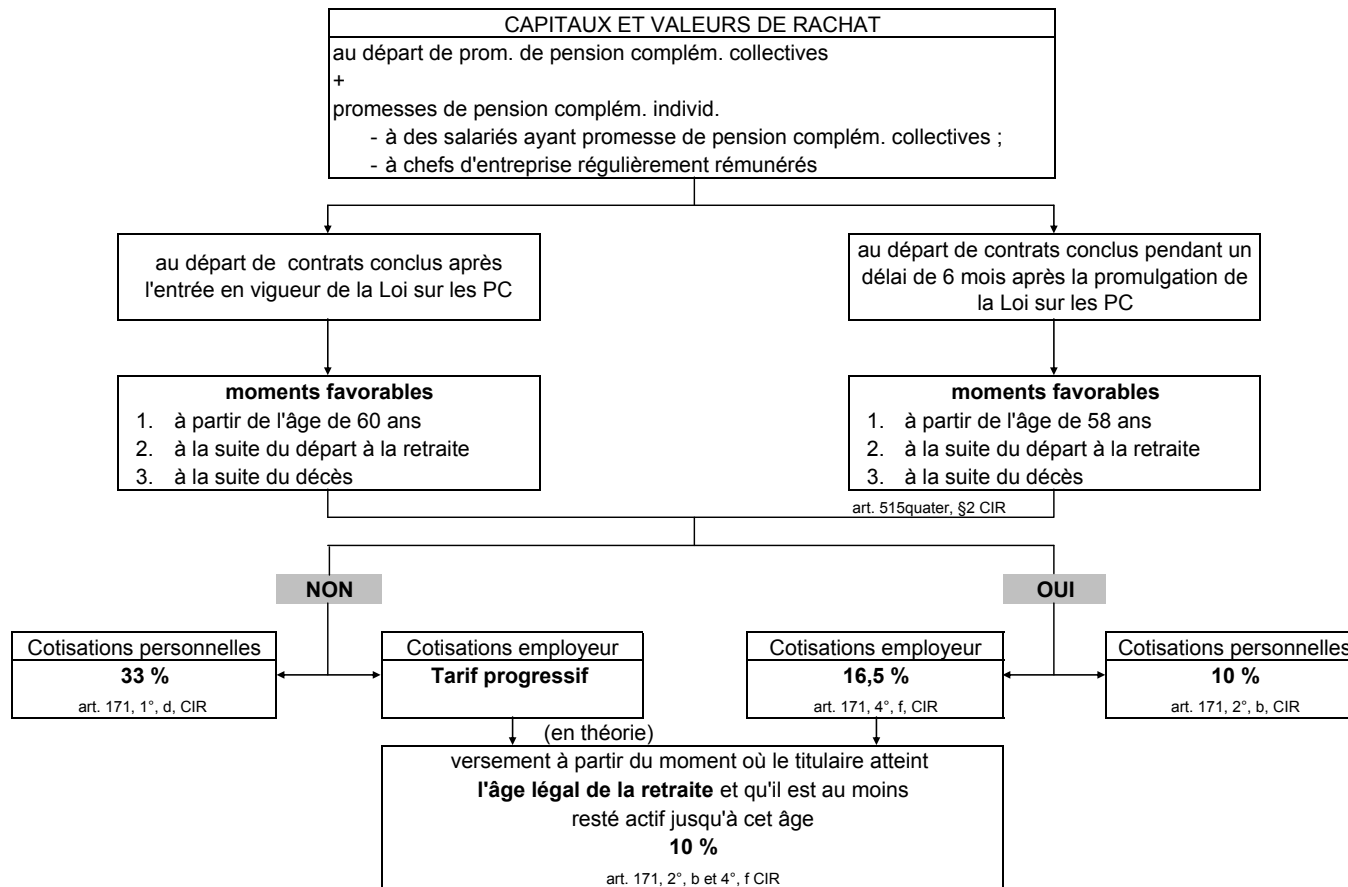 CAPITAUX ET VALEURS DE RACHAT
au départ de prom. de pension complém. collectives
+
promesses de pension complém. individ.
- à des salariés ayant promesse de pension complém. collectives ;
- à chefs d'entreprise régulièrement rémunérés
au départ de contrats conclus après
l'entrée en vigueur de la Loi sur les PC
au départ de contrats conclus pendant un
délai de 6 mois après la promulgation de
la Loi sur les PC
moments favorables
1. à partir de l'âge de 60 ans
2. à la suite du départ à la retraite
3. à la suite du décès
moments favorables
1. à partir de l'âge de 58 ans
2. à la suite du départ à la retraite
3. à la suite du décès
art. 515quater, §2 CIR
NON
OUI
Cotisations personnelles
33 %
art. 171, 1°, d, CIR
Cotisations employeur
Tarif progressif
Cotisations employeur
16,5 %
art. 171, 4°, f, CIR
Cotisations personnelles
10 %
art. 171, 2°, b, CIR
(en théorie)
versement à partir du moment où le titulaire atteint
l'âge légal de la retraite et qu'il est au moins
resté actif jusqu'à cet âge
10 %
art. 171, 2°, b et 4°, f CIR